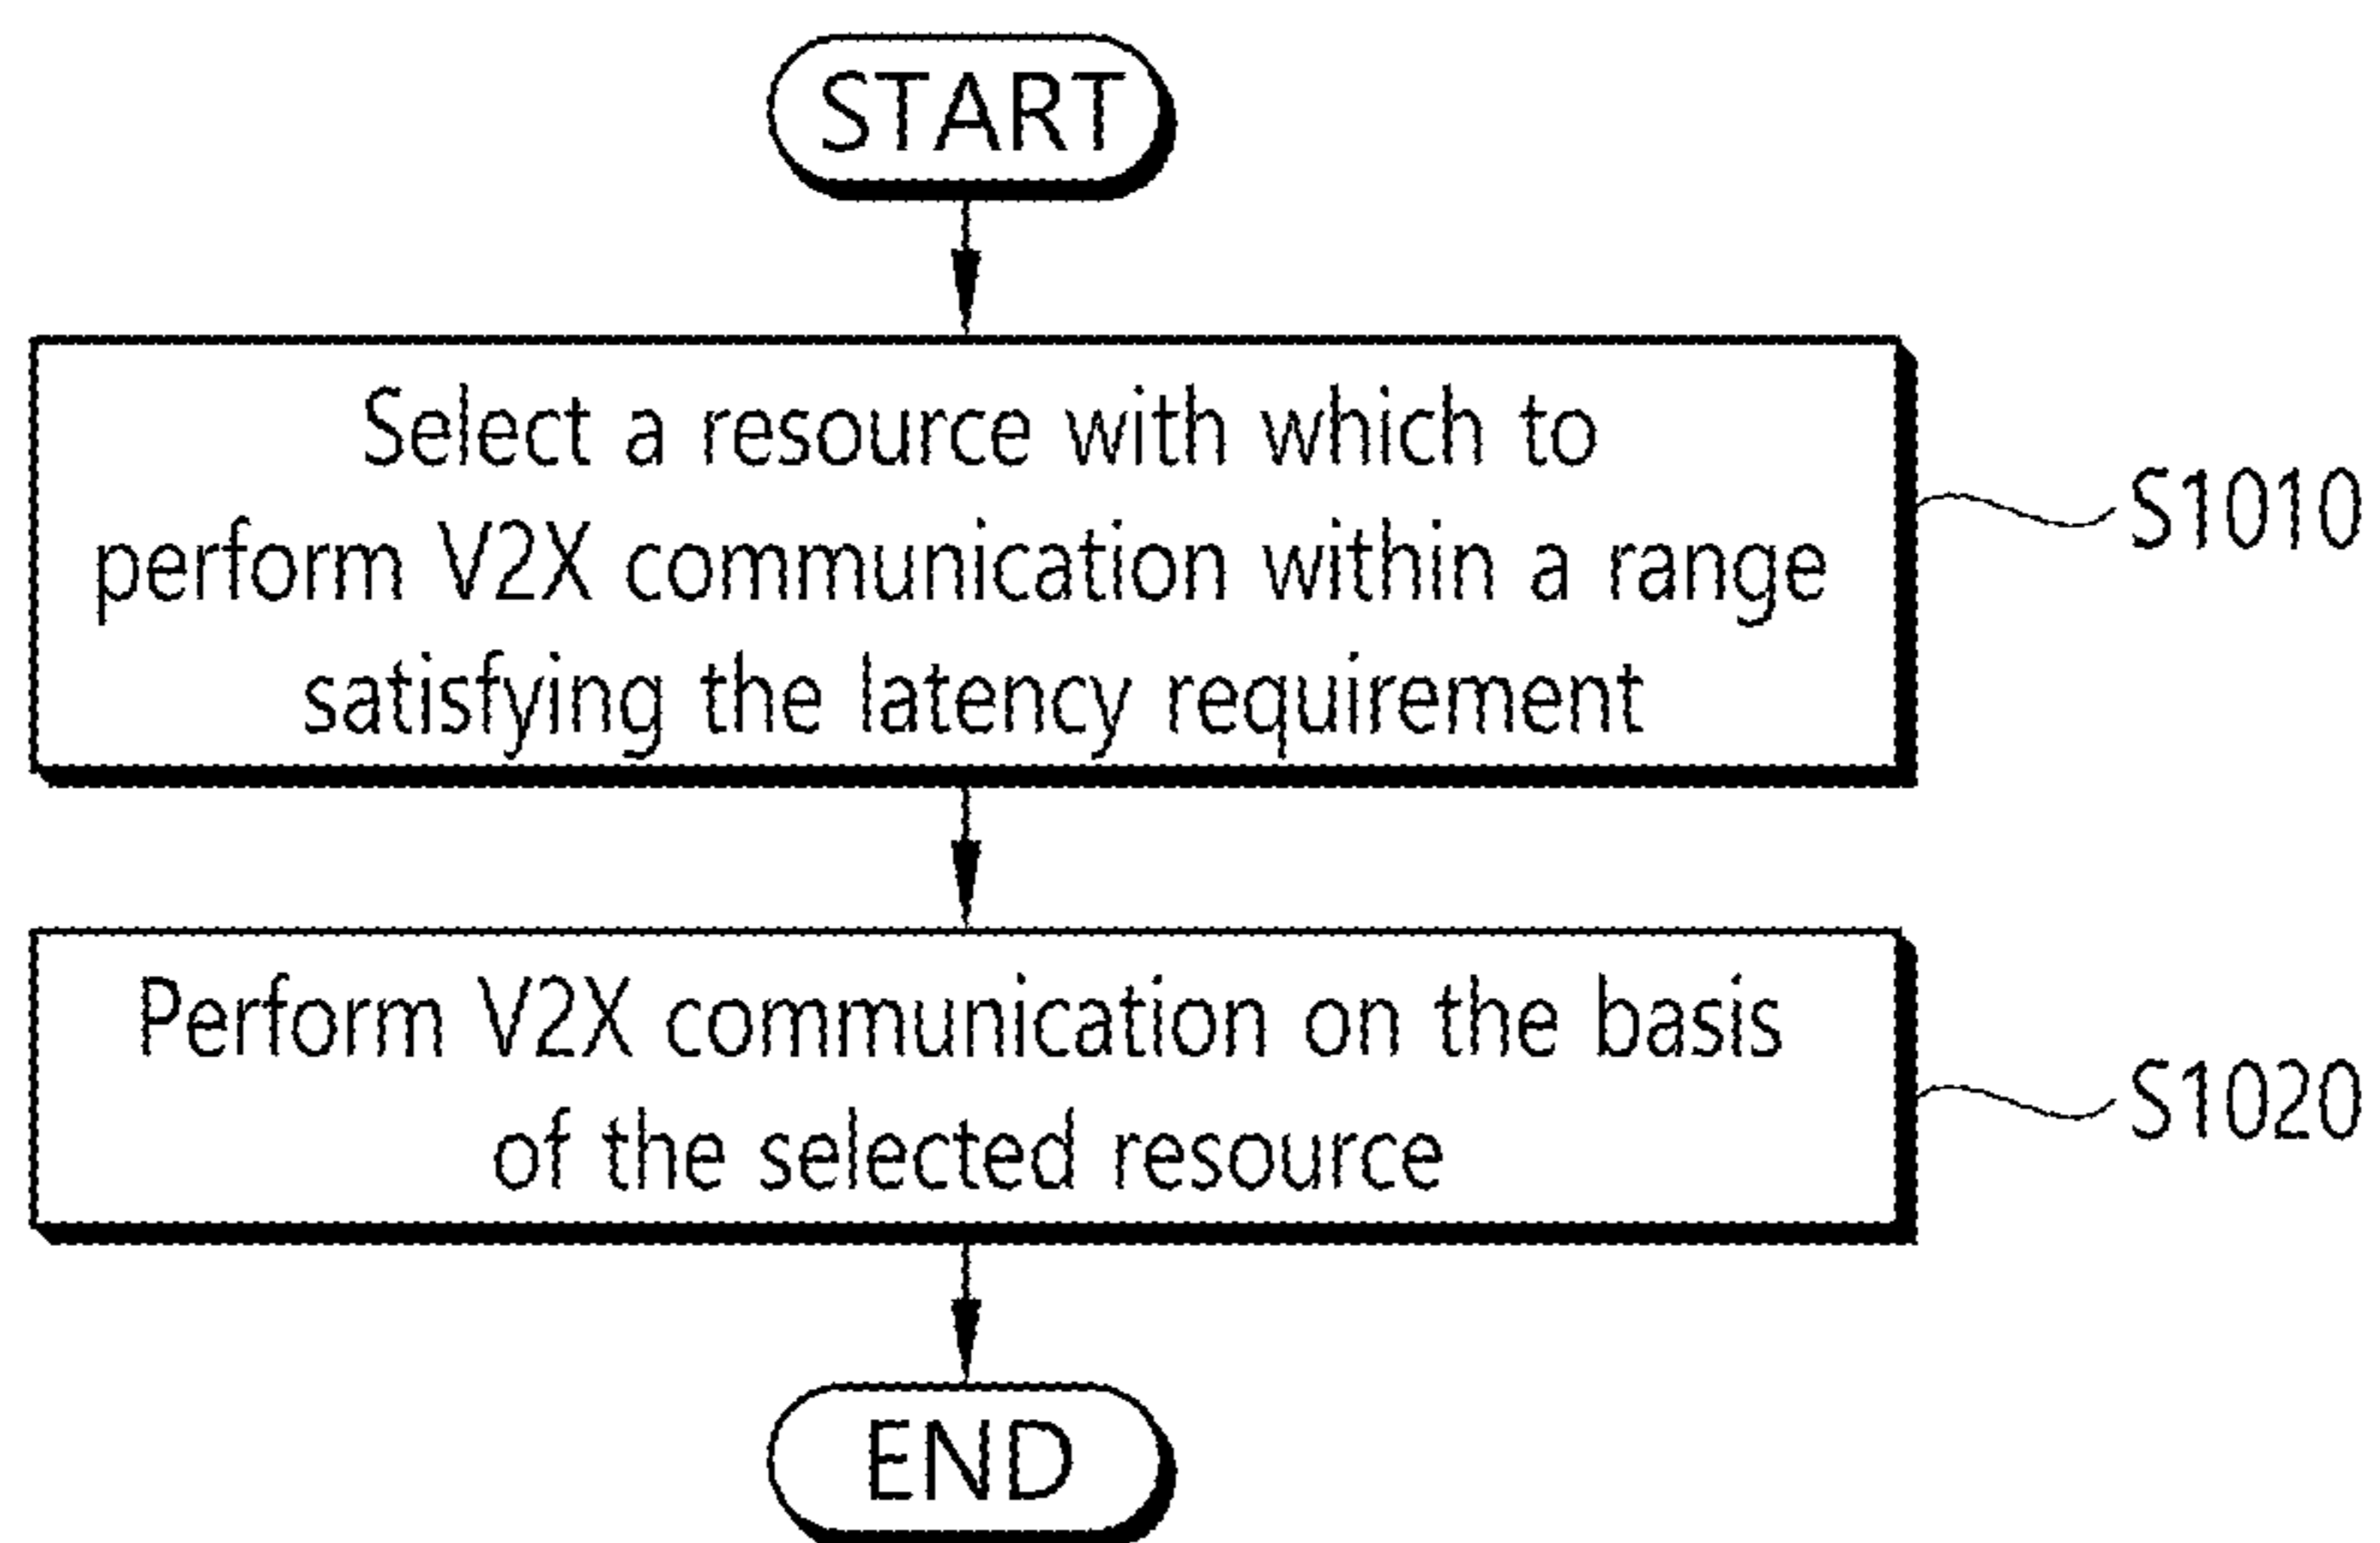 START
Select a resource with which to
perform V2X communication within a range
satisfying the latency requirement
S1010
Perform V2X communication on the basis
of the selected resource
S1020
END